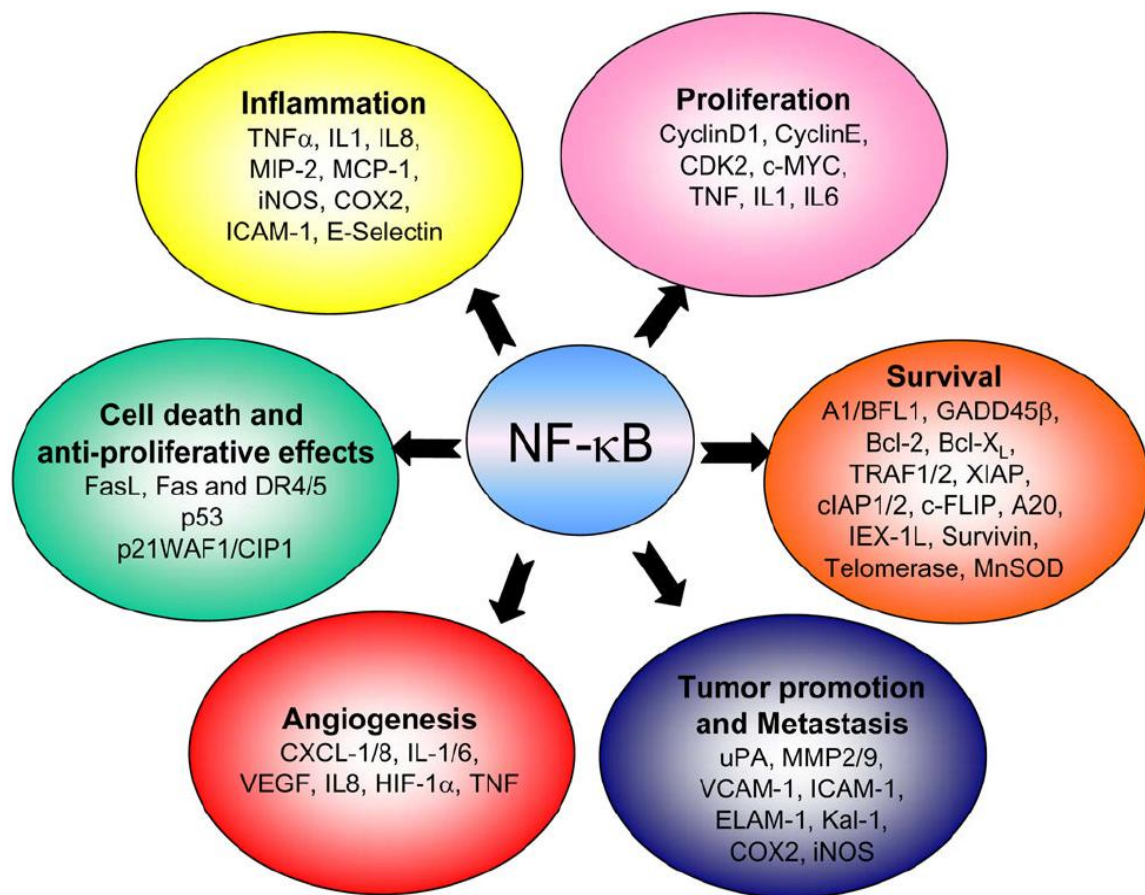 Inflammation
TNFα, IL1, IL8,
MIP-2, MCP-1,
iNOS, COX2,
ICAM-1, E-Selectin
Proliferation
CyclinD1, CyclinE,
CDK2, c-MYC,
TNF, IL1, IL6
Cell death and
anti-proliferative effects
FasL, Fas and DR4/5
p53
p21WAF1/CIP1
NF-κB
Survival
A1/BFL1, GADD45β,
Bcl-2, Bcl-XL,
TRAF1/2, XIAP,
cIAP1/2, c-FLIP, A20,
IEX-1L, Survivin,
Telomerase, MnSOD
Angiogenesis
CXCL-1/8, IL-1/6,
VEGF, IL8, HIF-1α, TNF
Tumor promotion
and Metastasis
uPA, MMP2/9,
VCAM-1, ICAM-1,
ELAM-1, Kal-1,
COX2, iNOS